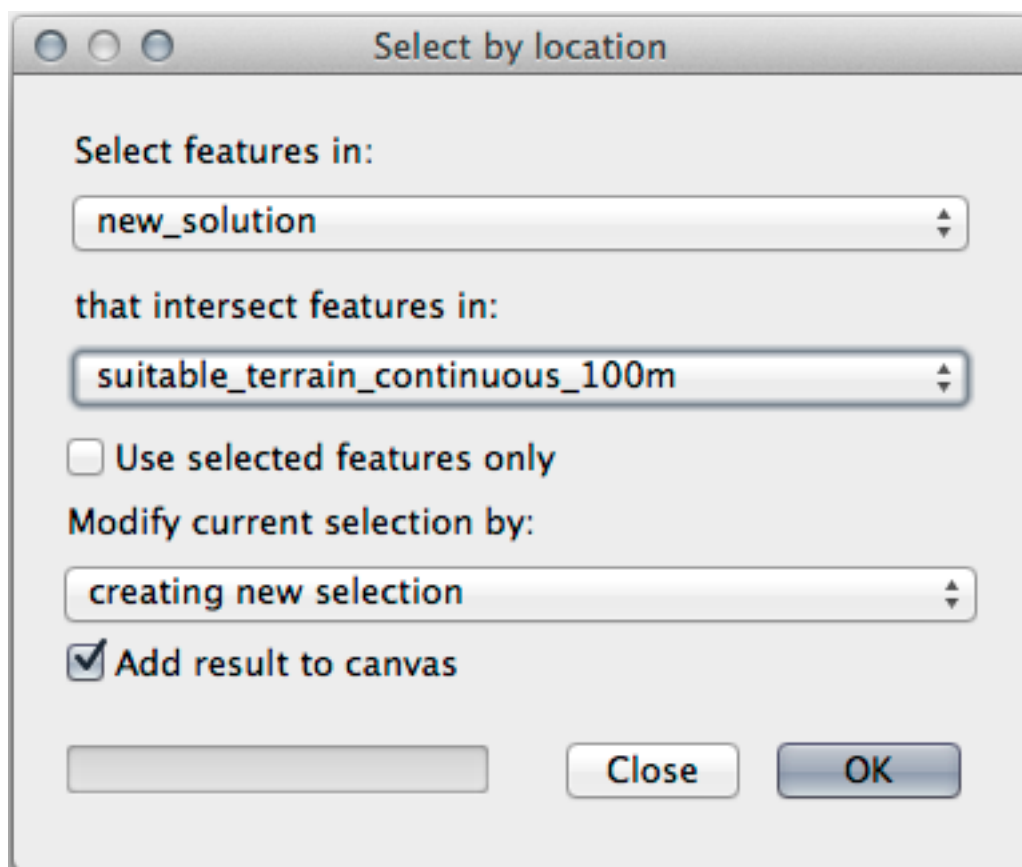 Select by location
Select features in:
new_solution
that intersect features in:
suitable_terrain_continuous_100m
Use selected features only
Modify current selection by:
creating new selection
Add result to canvas
Close OK